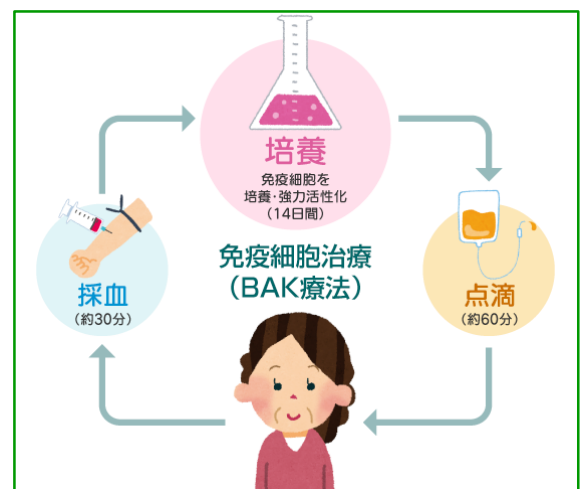 培養
免疫細胞を
培養・強力活性化
（14日間）
免疫細胞治療
（BAK療法）
採血
（約30分）
点滴
（約60分）